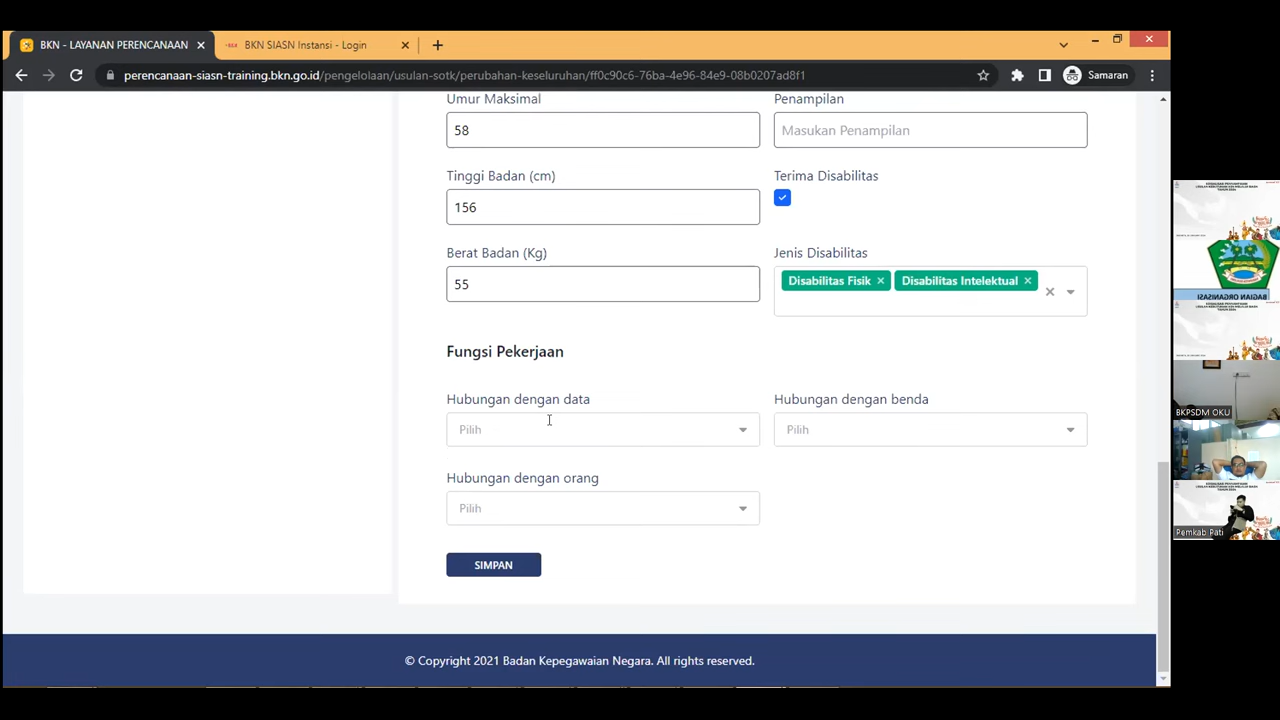 BKN - LAYANAN PERENCANAAN
BKN SIASN Instansi - Login
perencanaan-siasn-training.bkn.go.id/pengelolaan/usulan-sotk/perubahan-keseluruhan/ff0c90c6-76ba-4e96-84e9-08b0207ad8f1
Samaran
Umur Maksimal
Penampilan
58
Masukan Penampilan
Tinggi Badan (cm)
Terima Disabilitas
156
Berat Badan (Kg)
Jenis Disabilitas
55
Disabilitas Fisik
Disabilitas Intelektual
Fungsi Pekerjaan
Hubungan dengan data
Hubungan dengan benda
Pilih
Pilih
Hubungan dengan orang
Pilih
SIMPAN
© Copyright 2021 Badan Kepegawaian Negara. All rights reserved.
BAGIAN ORGANISASI
BKPSDM OKU
Pemkab Pati